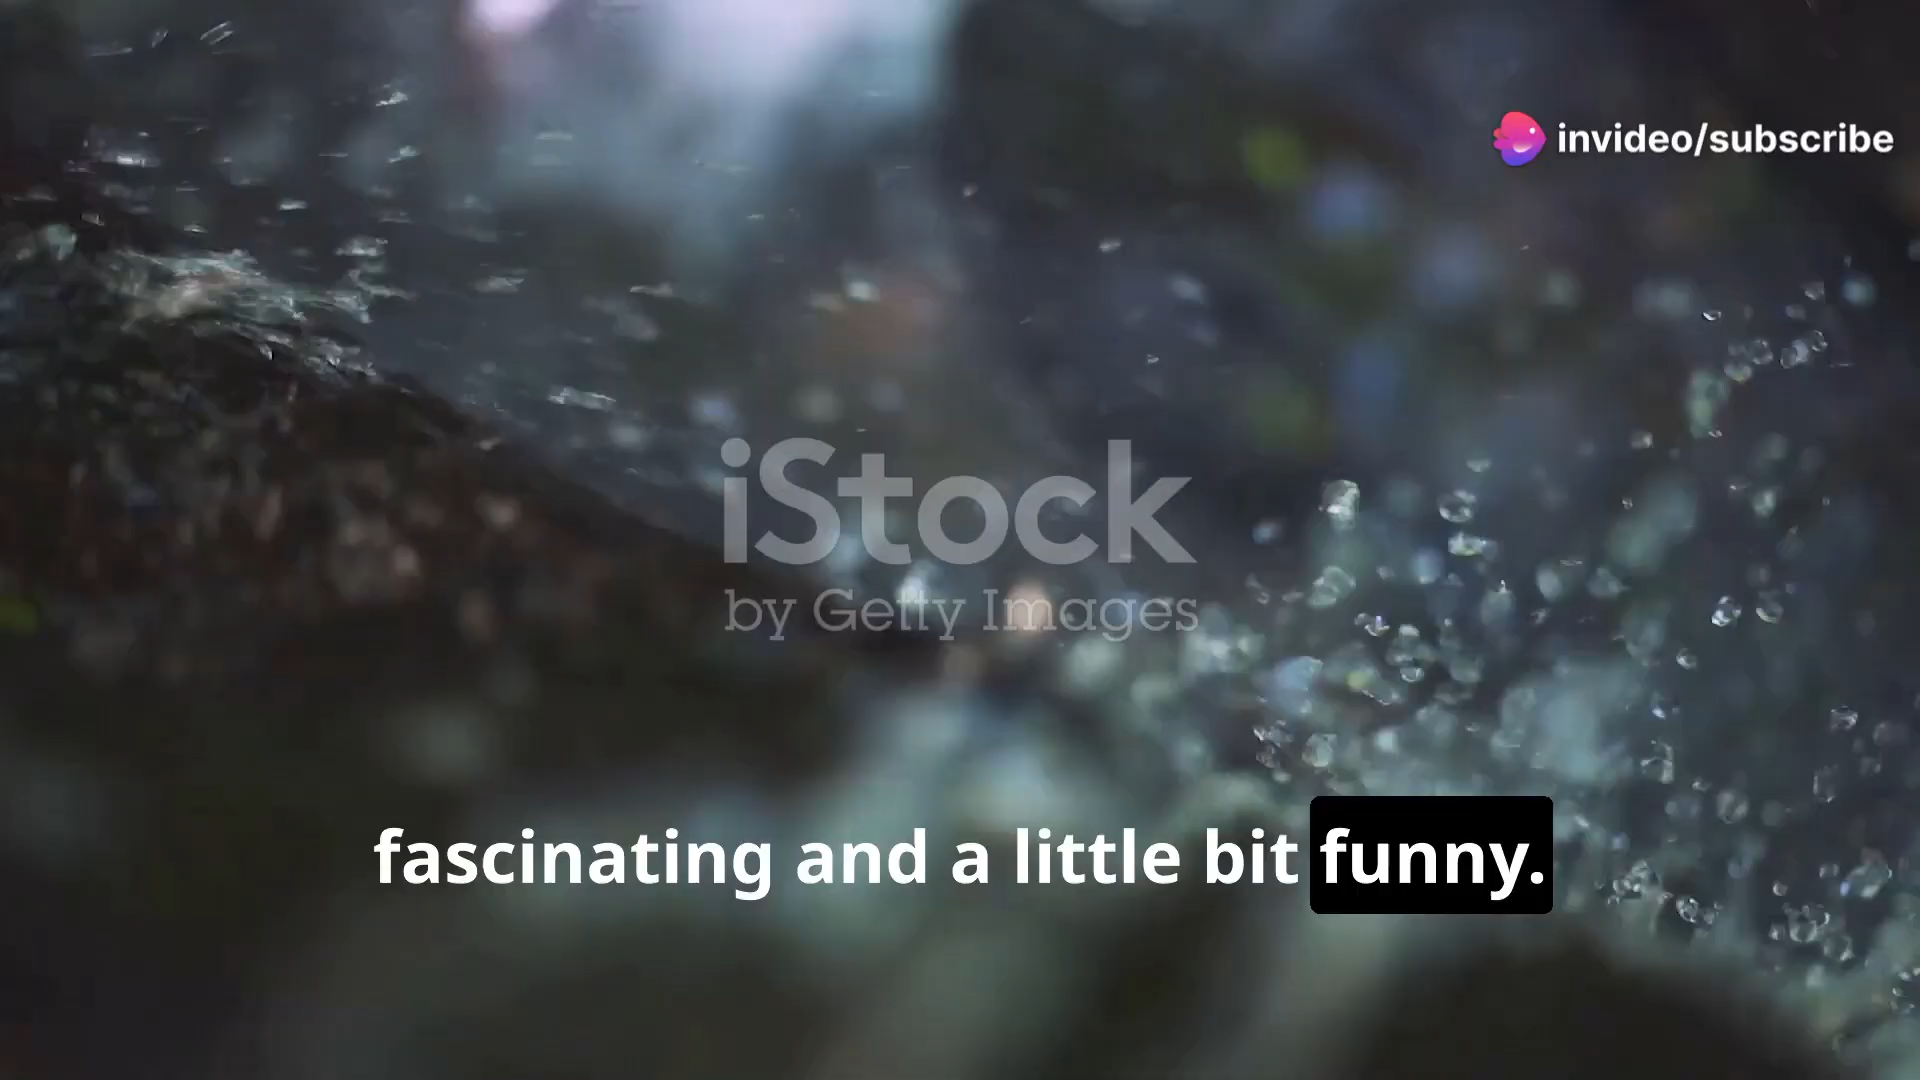 invideo/subscribe
iStock
by Getty Images
fascinating and a little bit funny.